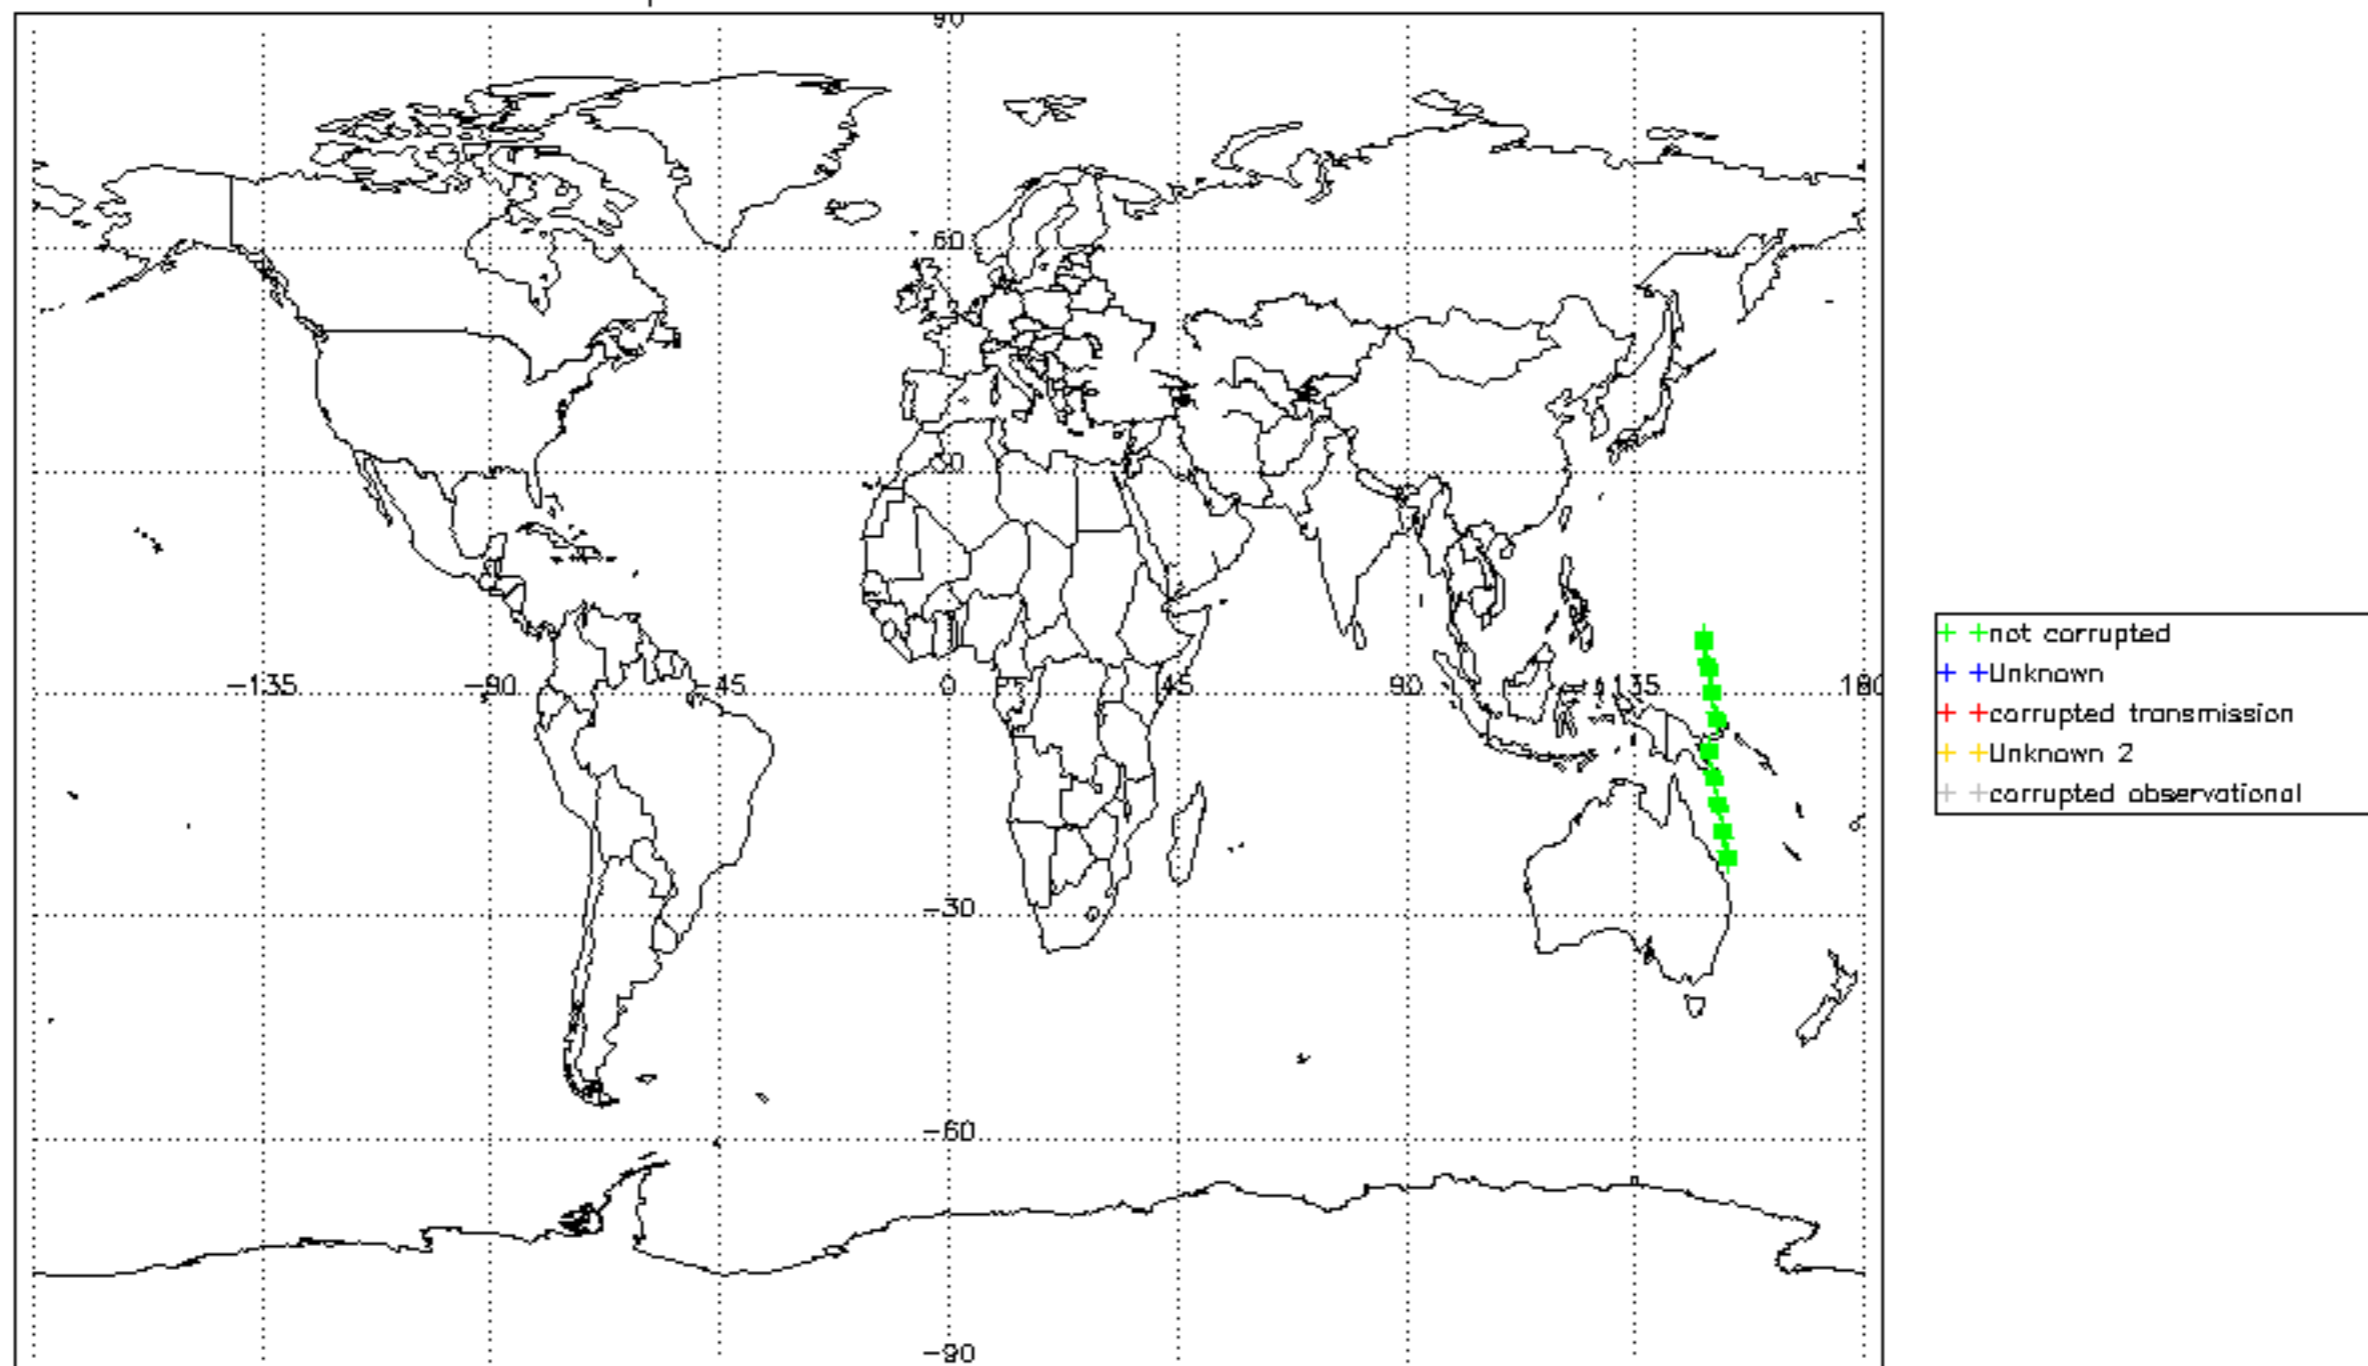 90
60
30
-135 -90 -45 0 45 90 135 180
-30
-60
-90
+ +not corrupted
+ +Unknown
+ +corrupted transmission
+ +Unknown 2
+ +corrupted observational